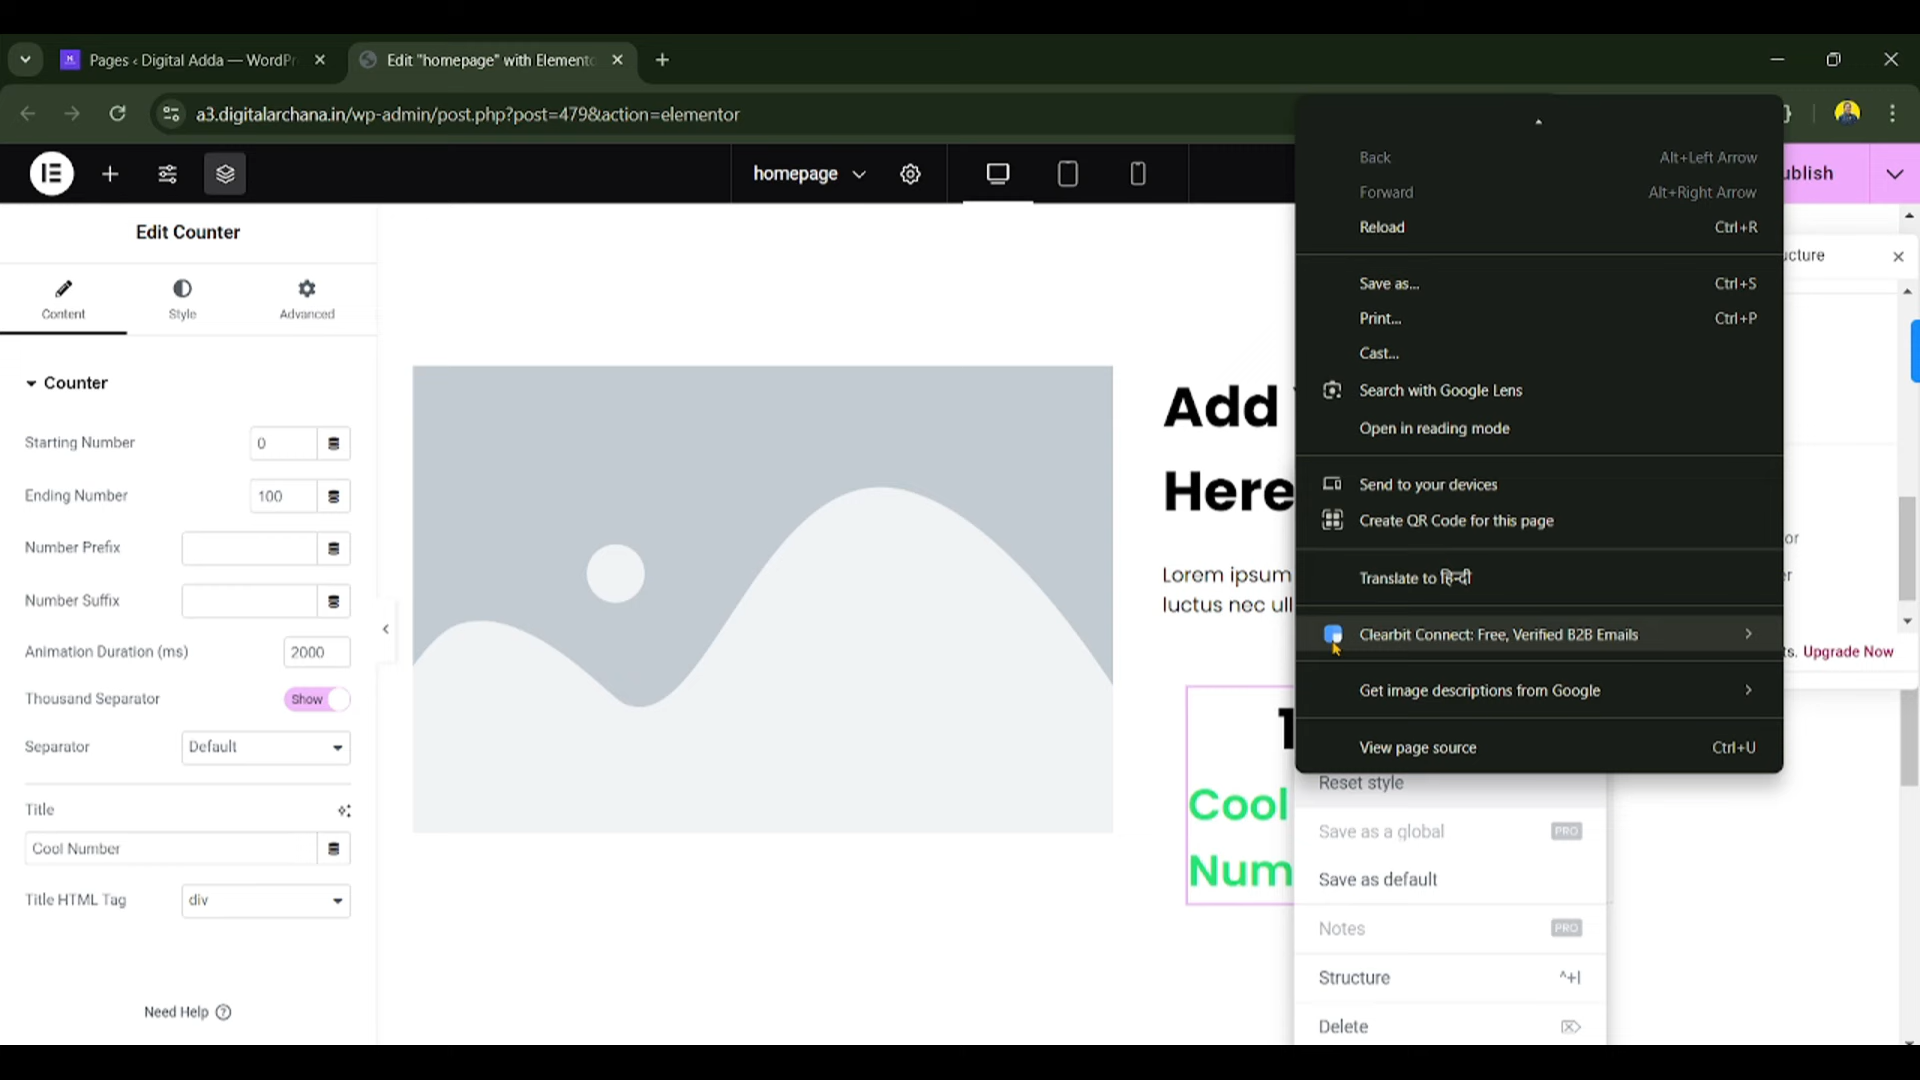 Pages ‹ Digital Adda — WordPr
Edit "homepage" with Elemento
a3.digitalarchana.in/wp-admin/post.php?post=479&action=elementor
homepage
ublish
Edit Counter
Content
Style
Advanced
Counter
Starting Number
0
Ending Number
100
Number Prefix
Number Suffix
Animation Duration (ms)
2000
Thousand Separator
Show
Separator
Default
Title
Cool Number
Title HTML Tag
div
Need Help
Add
Here
Lorem ipsum
luctus nec ull
1
Cool
Num
Back Alt+Left Arrow
Forward Alt+Right Arrow
Reload Ctrl+R
Save as... Ctrl+S
Print... Ctrl+P
Cast...
Search with Google Lens
Open in reading mode
Send to your devices
Create QR Code for this page
Translate to हिन्दी
Clearbit Connect: Free, Verified B2B Emails
Get image descriptions from Google
View page source Ctrl+U
Reset style
Save as a global PRO
Save as default
Notes PRO
Structure ^+I
Delete
ucture
or
r
ts. Upgrade Now